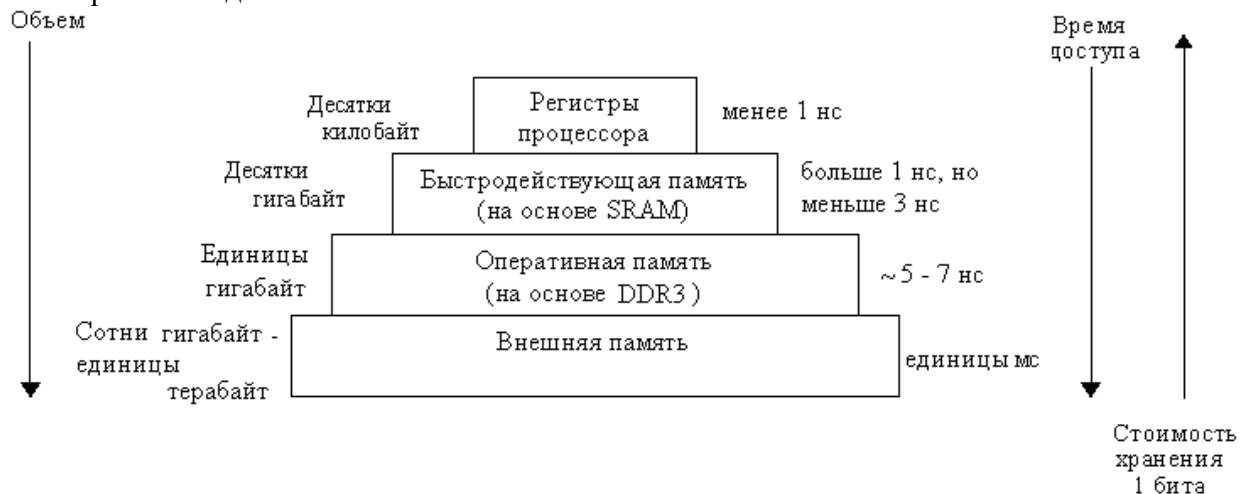 Объем
Время
доступа
Десятки
килобайт
Регистры
процессора
менее 1 нс
Десятки
гигабайт
Быстродействующая память
(на основе SRAM)
больше 1 нс, но
меньше 3 нс
Единицы
гигабайт
Оперативная память
(на основе DDR3)
~5 - 7 нс
Сотни гигабайт -
единицы
терабайт
Внешняя память
единицы мс
Стоимость
хранения
1 бита